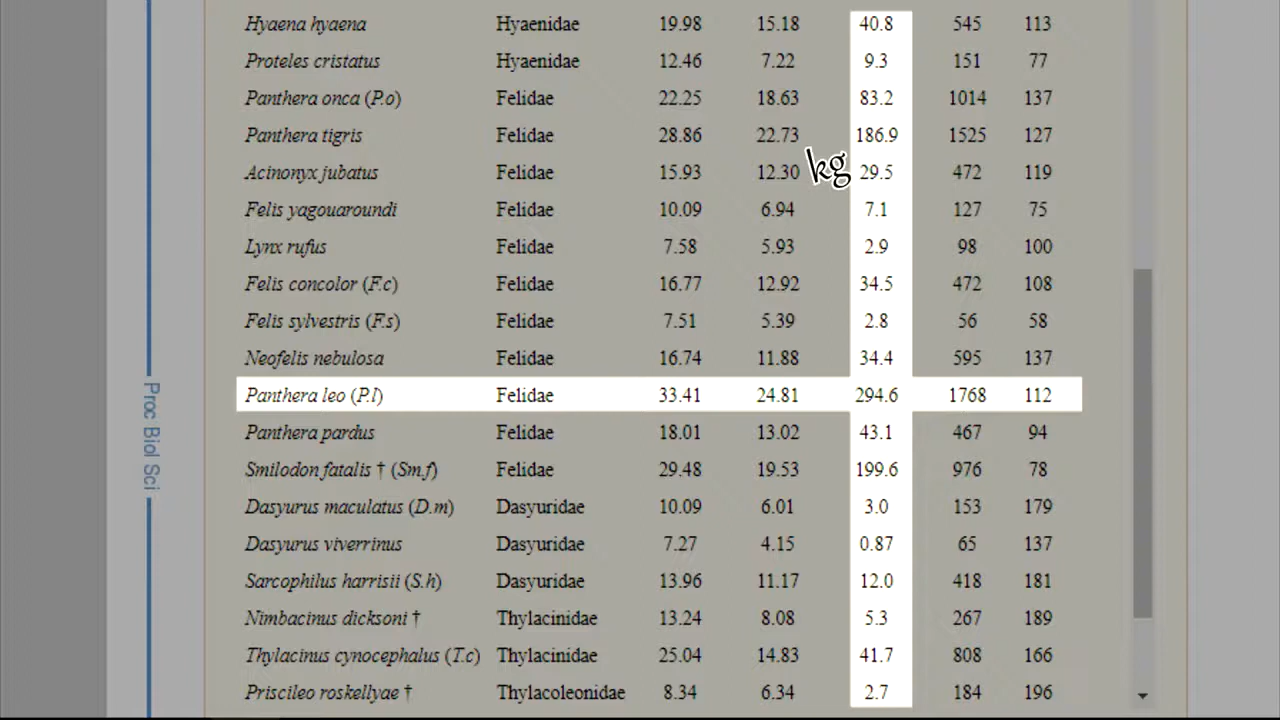 Hyaena hyaena Hyaenidae 19.98 15.18 40.8 545 113
Proteles cristatus Hyaenidae 12.46 7.22 9.3 151 77
Panthera onca (P.o) Felidae 22.25 18.63 83.2 1014 137
Panthera tigris Felidae 28.86 22.73 186.9 1525 127
kg
Acinonyx jubatus Felidae 15.93 12.30 29.5 472 119
Felis yagouaroundi Felidae 10.09 6.94 7.1 127 75
Lynx rufus Felidae 7.58 5.93 2.9 98 100
Felis concolor (F.c) Felidae 16.77 12.92 34.5 472 108
Felis sylvestris (F.s) Felidae 7.51 5.39 2.8 56 58
Neofelis nebulosa Felidae 16.74 11.88 34.4 595 137
Panthera leo (P.l) Felidae 33.41 24.81 294.6 1768 112
Panthera pardus Felidae 18.01 13.02 43.1 467 94
Smilodon fatalis † (Sm.f) Felidae 29.48 19.53 199.6 976 78
Dasyurus maculatus (D.m) Dasyuridae 10.09 6.01 3.0 153 179
Dasyurus viverrinus Dasyuridae 7.27 4.15 0.87 65 137
Sarcophilus harrisii (S.h) Dasyuridae 13.96 11.17 12.0 418 181
Nimbacinus dicksoni † Thylacinidae 13.24 8.08 5.3 267 189
Thylacinus cynocephalus (T.c) Thylacinidae 25.04 14.83 41.7 808 166
Priscileo roskellyae † Thylacoleonidae 8.34 6.34 2.7 184 196
Proc Biol Sci